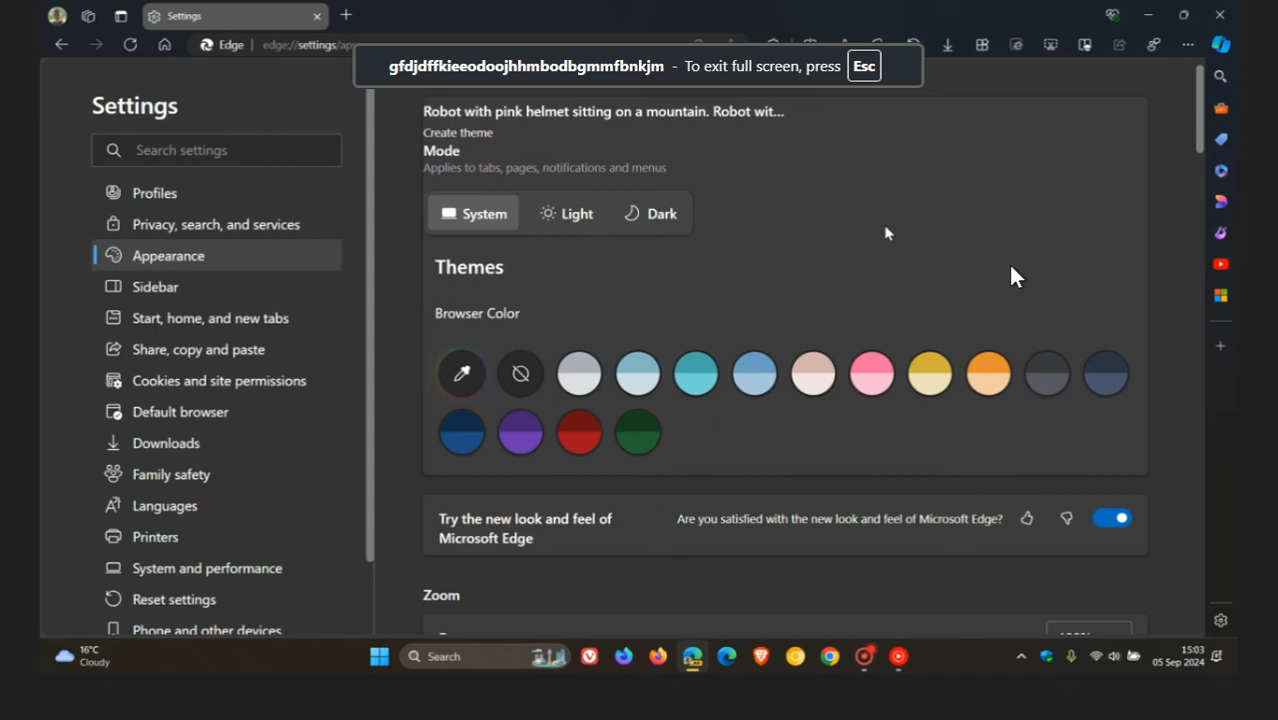 Settings
Edge
edge://settings/ap
gfdjdffkieeodoojhhmbodbgmmfbnkjm - To exit full screen, press Esc
Settings
Search settings
Profiles
Privacy, search, and services
Appearance
Sidebar
Start, home, and new tabs
Share, copy and paste
Cookies and site permissions
Default browser
Downloads
Family safety
Languages
Printers
System and performance
Reset settings
Phone and other devices
Robot with pink helmet sitting on a mountain. Robot wit...
Create theme
Mode
Applies to tabs, pages, notifications and menus
System Light Dark
Themes
Browser Color
Try the new look and feel of
Microsoft Edge
Are you satisfied with the new look and feel of Microsoft Edge?
Zoom
16°C
Cloudy
Search
15:03
05 Sep 2024